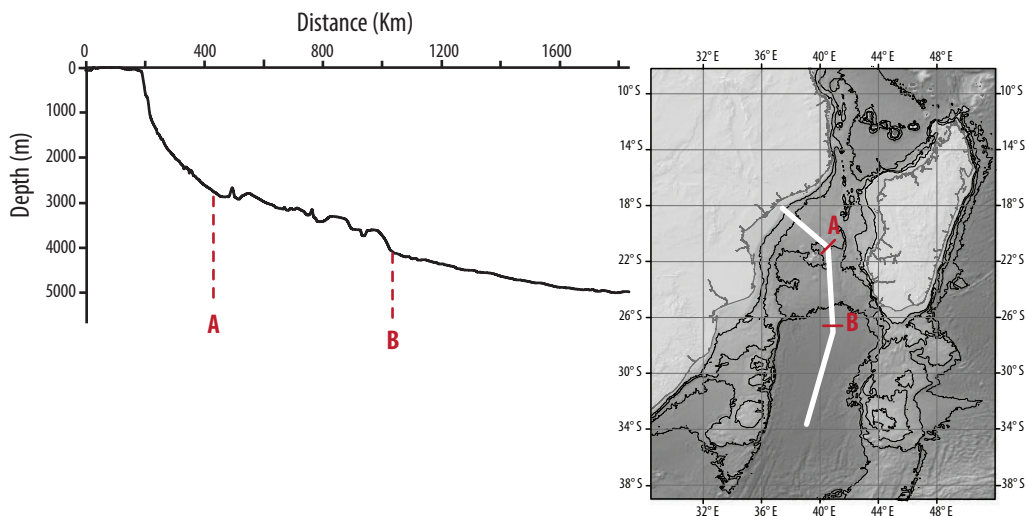 Distance (Km)
0 400 800 1200 1600
Depth (m)
0
1000
2000
3000
4000
5000
A
B
32°E 36°E 40°E 44°E 48°E
10°S 10°S
14°S 14°S
18°S 18°S
A
22°S 22°S
26°S 26°S
B
30°S 30°S
34°S 34°S
38°S 38°S
32°E 36°E 40°E 44°E 48°E